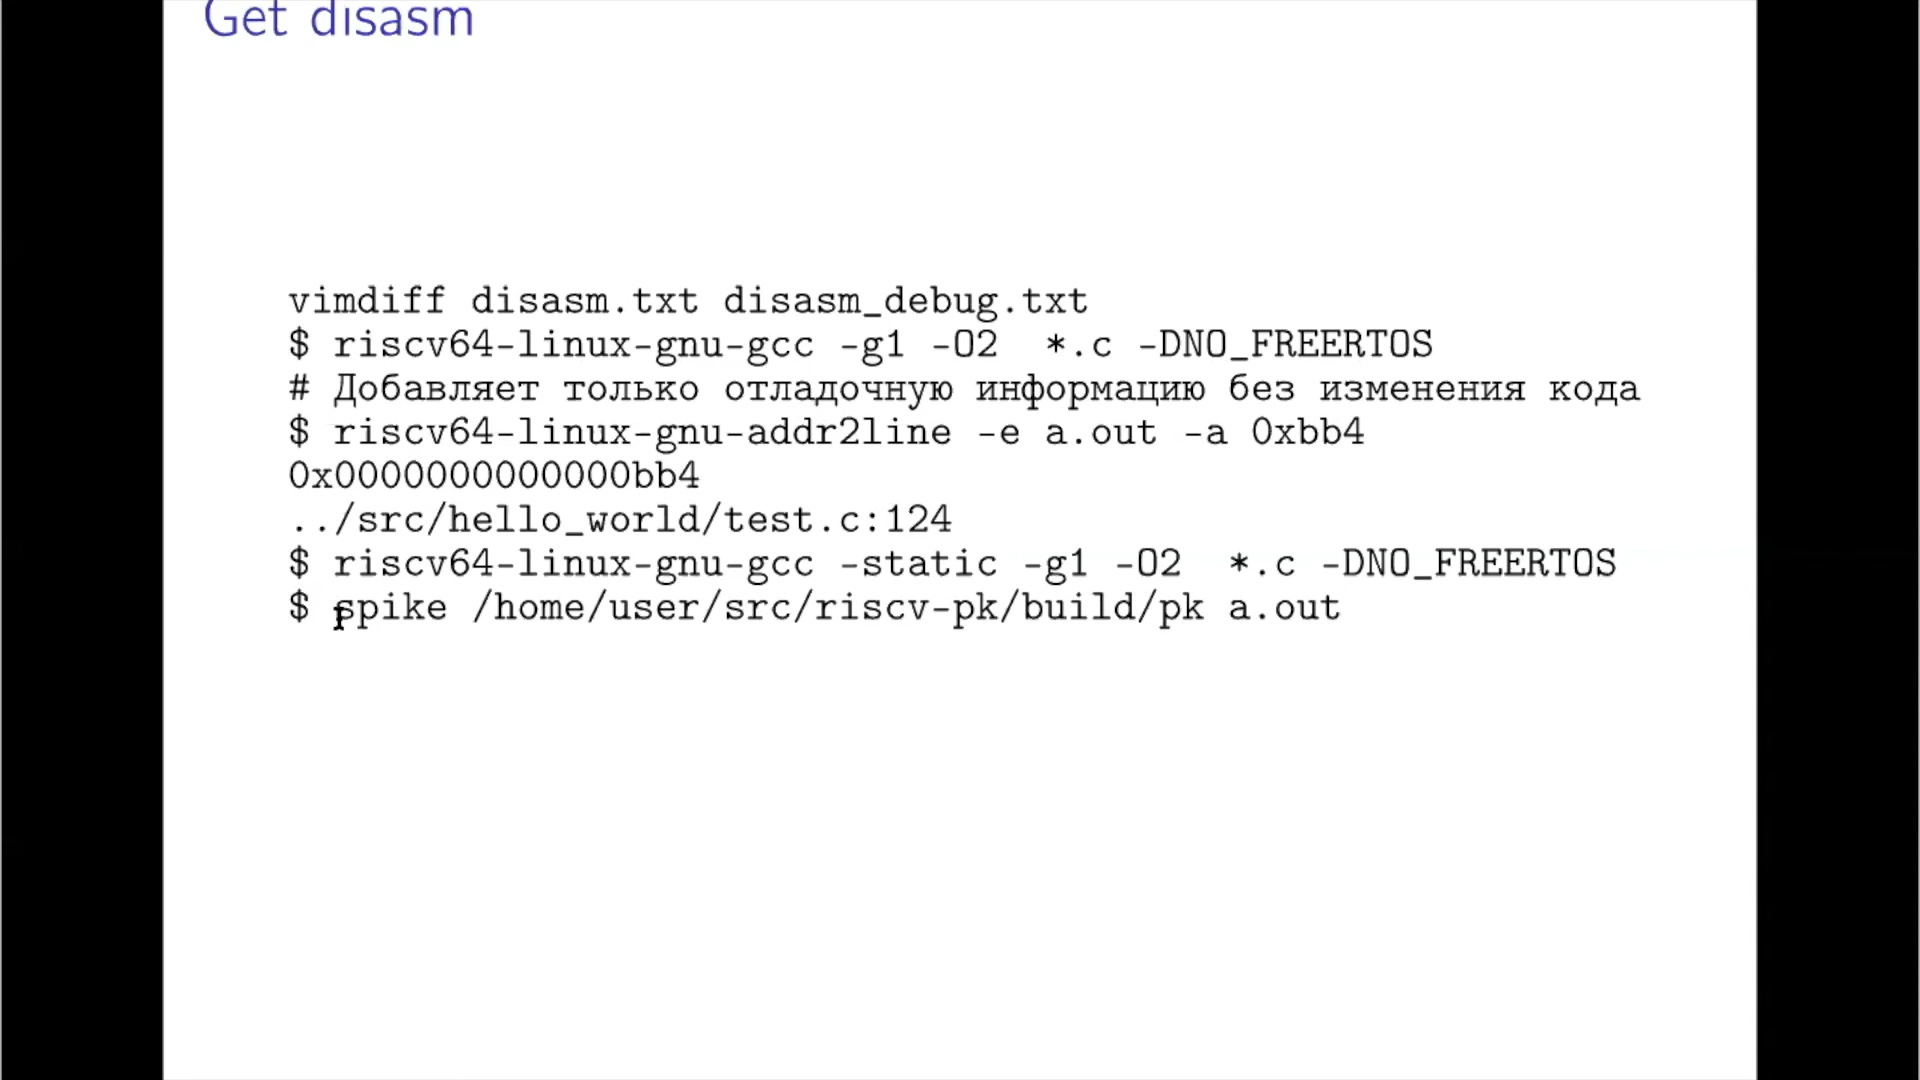 Get disasm
vimdiff disasm.txt disasm_debug.txt
$ riscv64-linux-gnu-gcc -g1 -O2  *.c -DNO_FREERTOS
# Добавляет только отладочную информацию без изменения кода
$ riscv64-linux-gnu-addr2line -e a.out -a 0xbb4
0x0000000000000bb4
../src/hello_world/test.c:124
$ riscv64-linux-gnu-gcc -static -g1 -O2  *.c -DNO_FREERTOS
$ spike /home/user/src/riscv-pk/build/pk a.out